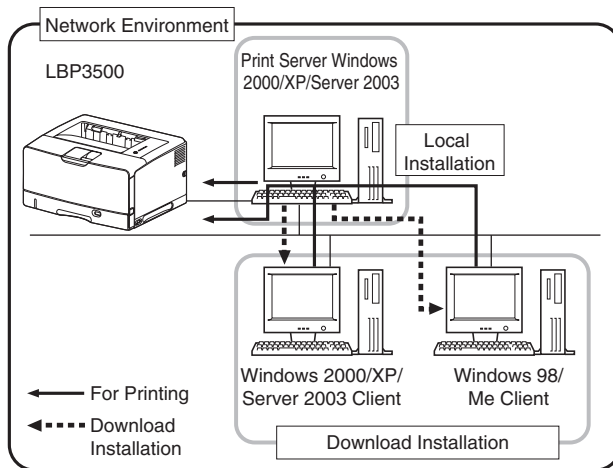 Network Environment
LBP3500
Print Server Windows
2000/XP/Server 2003
Local
Installation
Windows 2000/XP/
Server 2003 Client
Windows 98/
Me Client
For Printing
Download
Installation
Download Installation